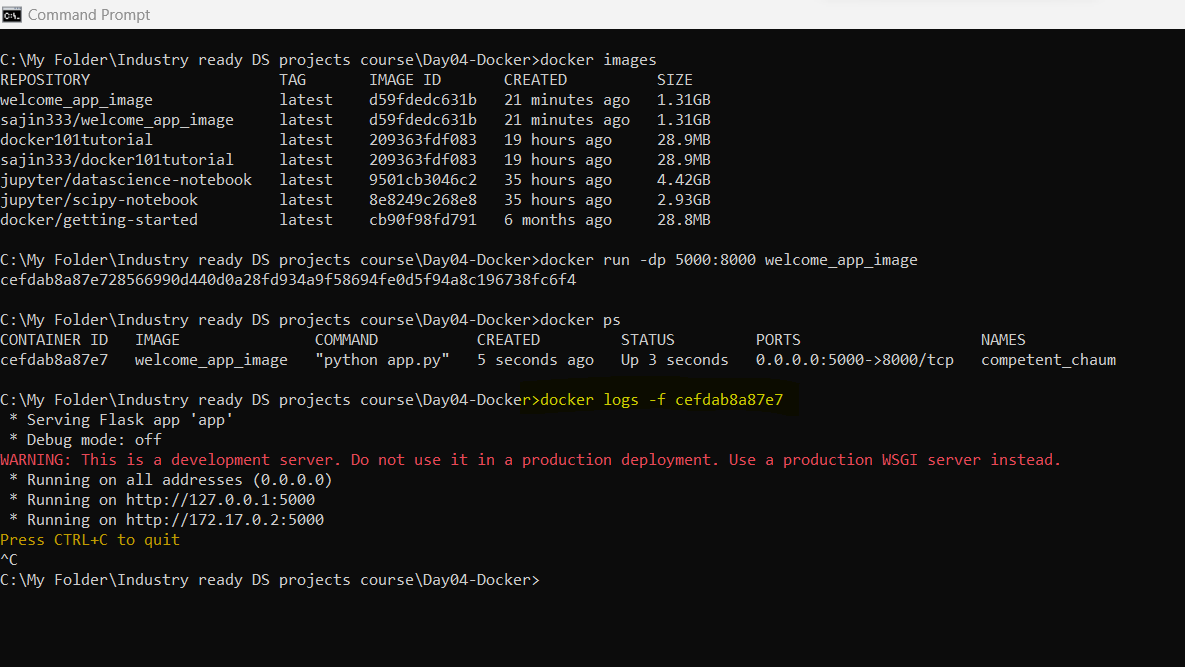 Command Prompt
C:\My Folder\Industry ready DS projects course\Day04-Docker>docker images
REPOSITORY TAG IMAGE ID CREATED SIZE
welcome_app_image latest d59fdedc631b 21 minutes ago 1.31GB
sajin333/welcome_app_image latest d59fdedc631b 21 minutes ago 1.31GB
docker101tutorial latest 209363fdf083 19 hours ago 28.9MB
sajin333/docker101tutorial latest 209363fdf083 19 hours ago 28.9MB
jupyter/datascience-notebook latest 9501cb3046c2 35 hours ago 4.42GB
jupyter/scipy-notebook latest 8e8249c268e8 35 hours ago 2.93GB
docker/getting-started latest cb90f98fd791 6 months ago 28.8MB
C:\My Folder\Industry ready DS projects course\Day04-Docker>docker run -dp 5000:8000 welcome_app_image
cefdab8a87e728566990d440d0a28fd934a9f58694fe0d5f94a8c196738fc6f4
C:\My Folder\Industry ready DS projects course\Day04-Docker>docker ps
CONTAINER ID IMAGE COMMAND CREATED STATUS PORTS NAMES
cefdab8a87e7 welcome_app_image "python app.py" 5 seconds ago Up 3 seconds 0.0.0.0:5000->8000/tcp competent_chaum
C:\My Folder\Industry ready DS projects course\Day04-Docker>docker logs -f cefdab8a87e7
* Serving Flask app 'app'
* Debug mode: off
WARNING: This is a development server. Do not use it in a production deployment. Use a production WSGI server instead.
* Running on all addresses (0.0.0.0)
* Running on http://127.0.0.1:5000
* Running on http://172.17.0.2:5000
Press CTRL+C to quit
^C
C:\My Folder\Industry ready DS projects course\Day04-Docker>